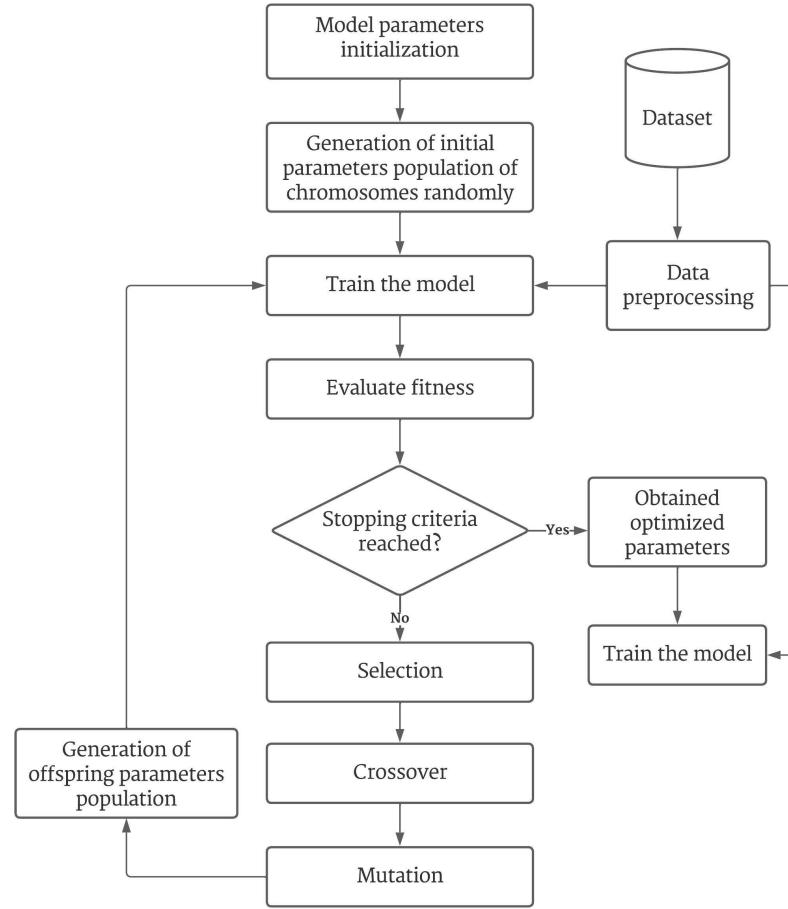 Model parameters
initialization
Dataset
Generation of initial
parameters population of
chromosomes randomly
Train the model
Data
preprocessing
Evaluate fitness
Stopping criteria
reached?
Yes
Obtained
optimized
parameters
No
Selection
Train the model
Generation of
offspring parameters
population
Crossover
Mutation